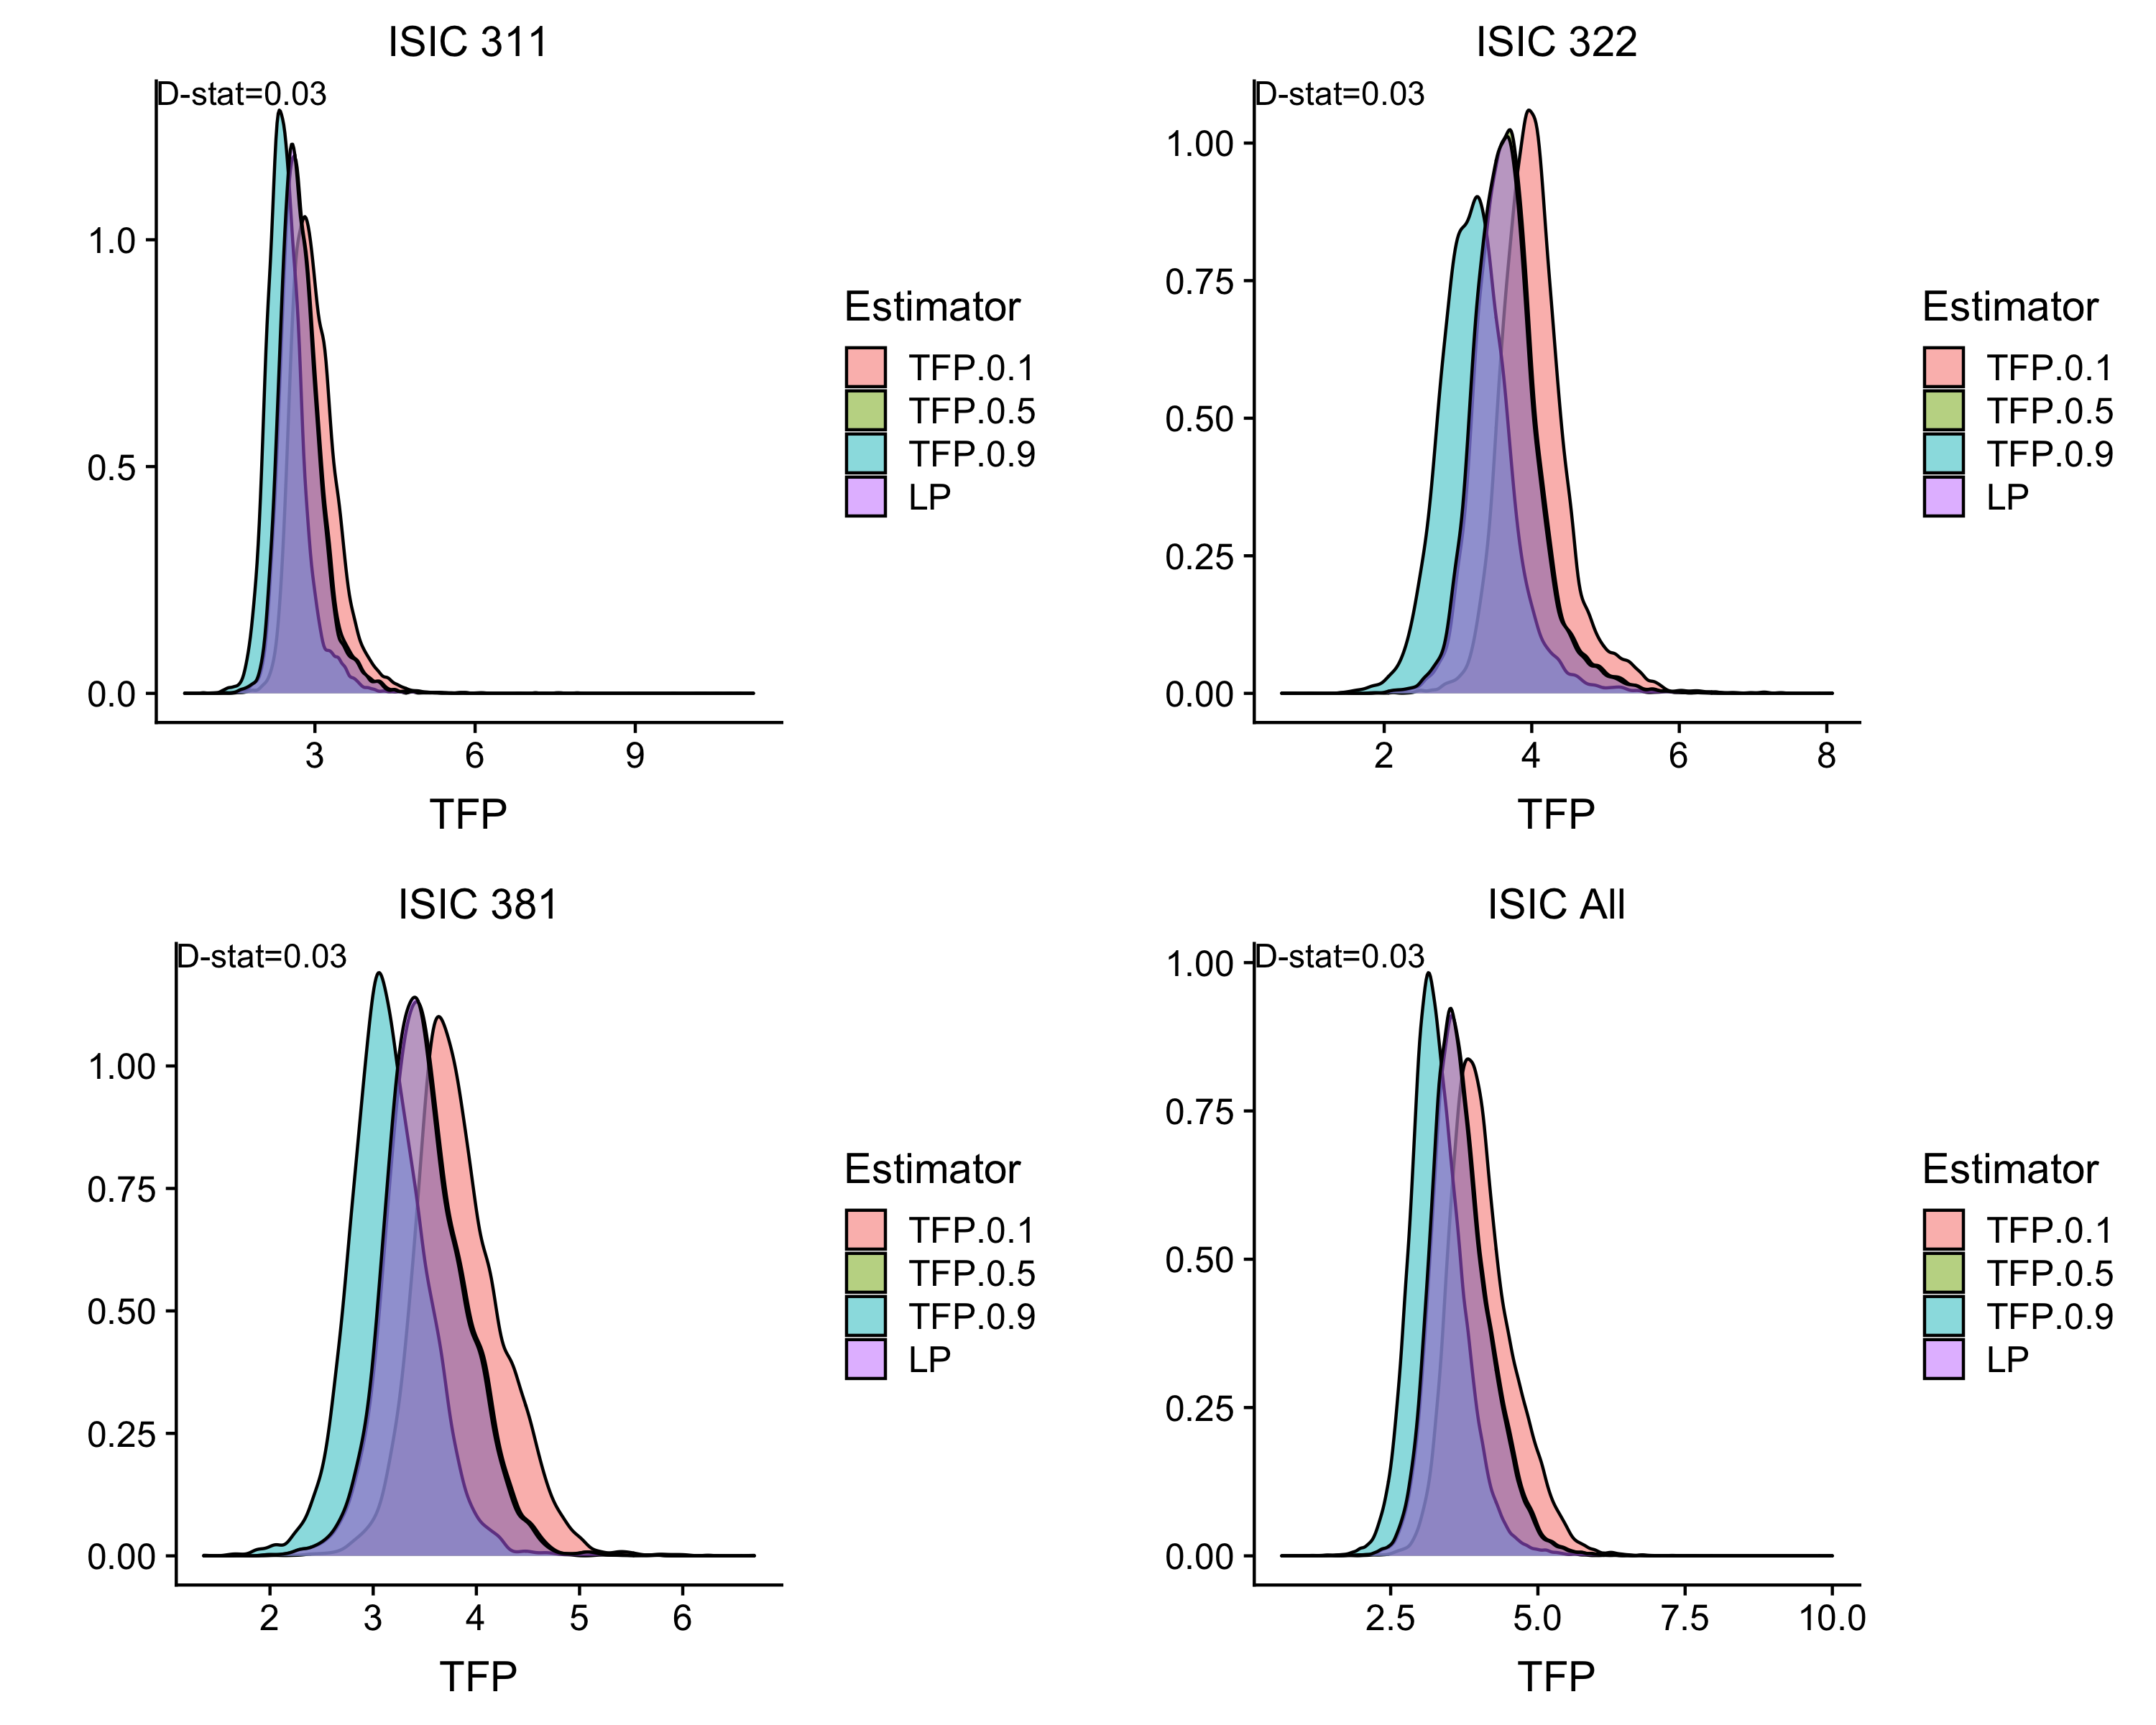 ISIC 311
D-stat=0.03
1.0
0.5
0.0
3 6 9
TFP
Estimator
TFP.0.1
TFP.0.5
TFP.0.9
LP
ISIC 322
D-stat=0.03
1.00
0.75
0.50
0.25
0.00
2 4 6 8
TFP
Estimator
TFP.0.1
TFP.0.5
TFP.0.9
LP
ISIC 381
D-stat=0.03
1.00
0.75
0.50
0.25
0.00
2 3 4 5 6
TFP
Estimator
TFP.0.1
TFP.0.5
TFP.0.9
LP
ISIC All
D-stat=0.03
1.00
0.75
0.50
0.25
0.00
2.5 5.0 7.5 10.0
TFP
Estimator
TFP.0.1
TFP.0.5
TFP.0.9
LP